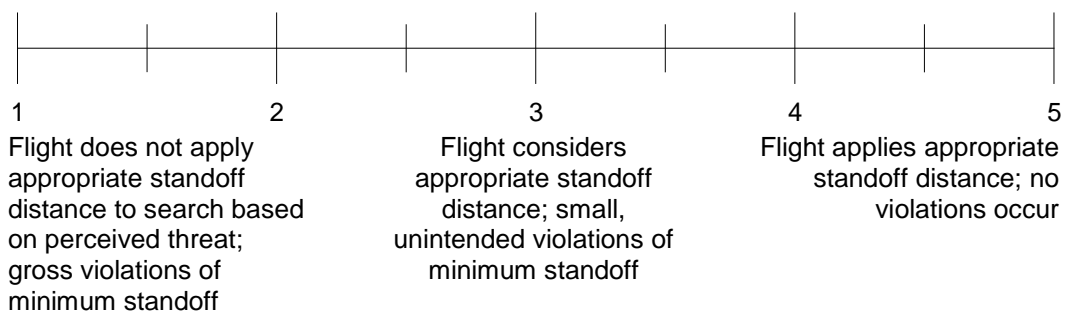 1 2 3 4 5
Flight does not apply
appropriate standoff
distance to search based
on perceived threat;
gross violations of
minimum standoff
Flight considers
appropriate standoff
distance; small,
unintended violations of
minimum standoff
Flight applies appropriate
standoff distance; no
violations occur